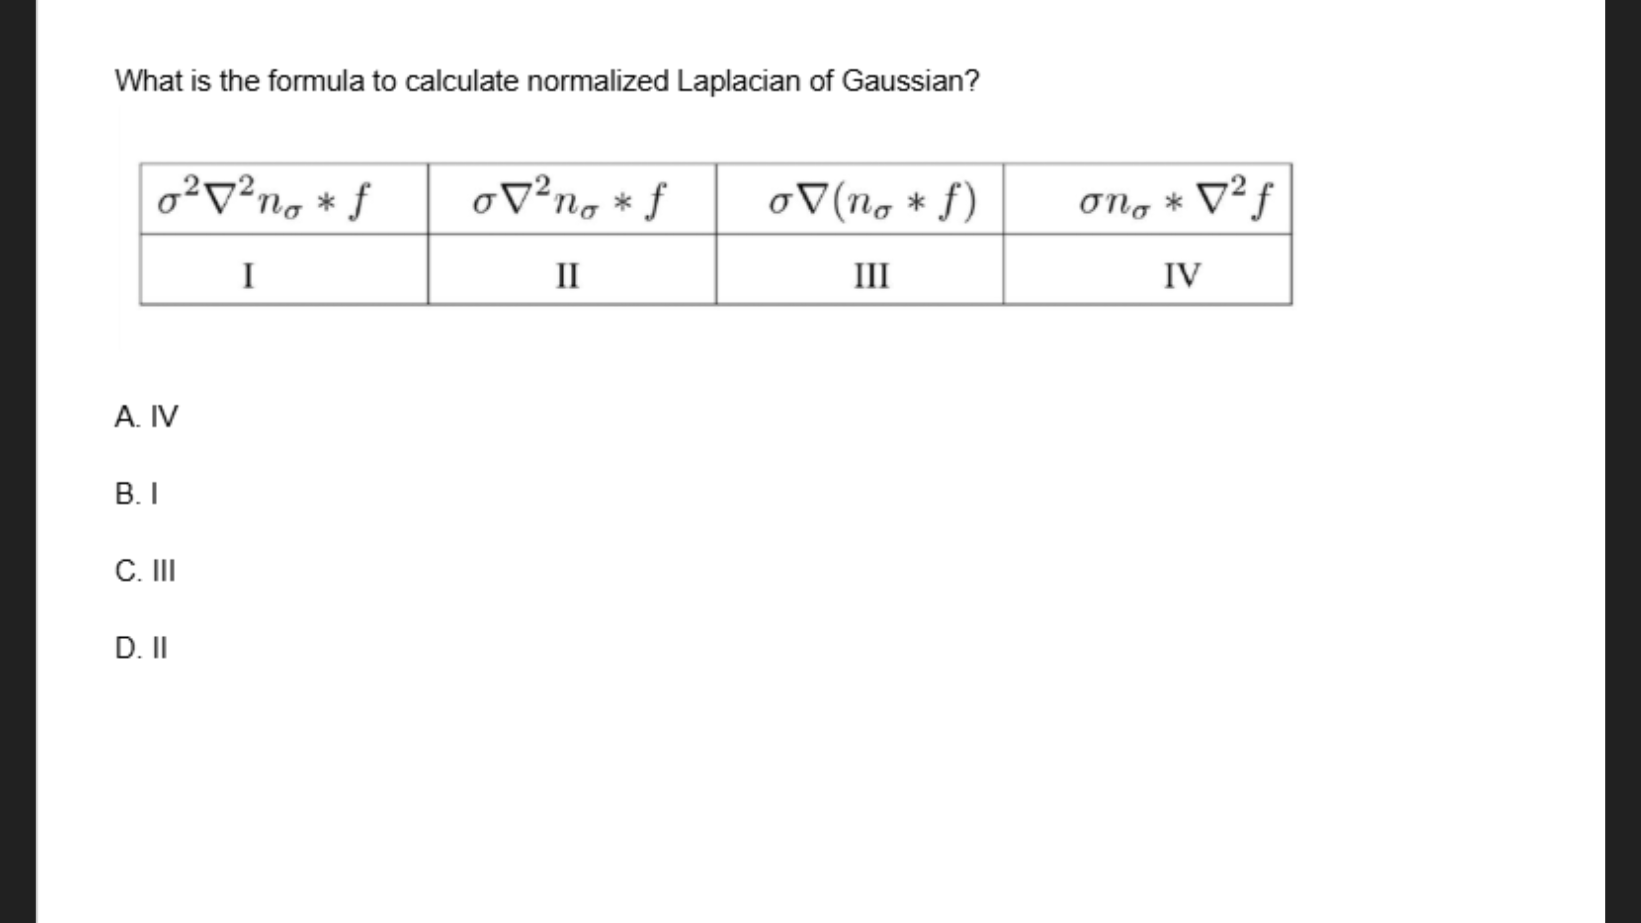 What is the formula to calculate normalized Laplacian of Gaussian?
σ²∇²n_σ * f σ∇²n_σ * f σ∇(n_σ * f) σn_σ * ∇²f
I II III IV
A. IV
B. I
C. III
D. II